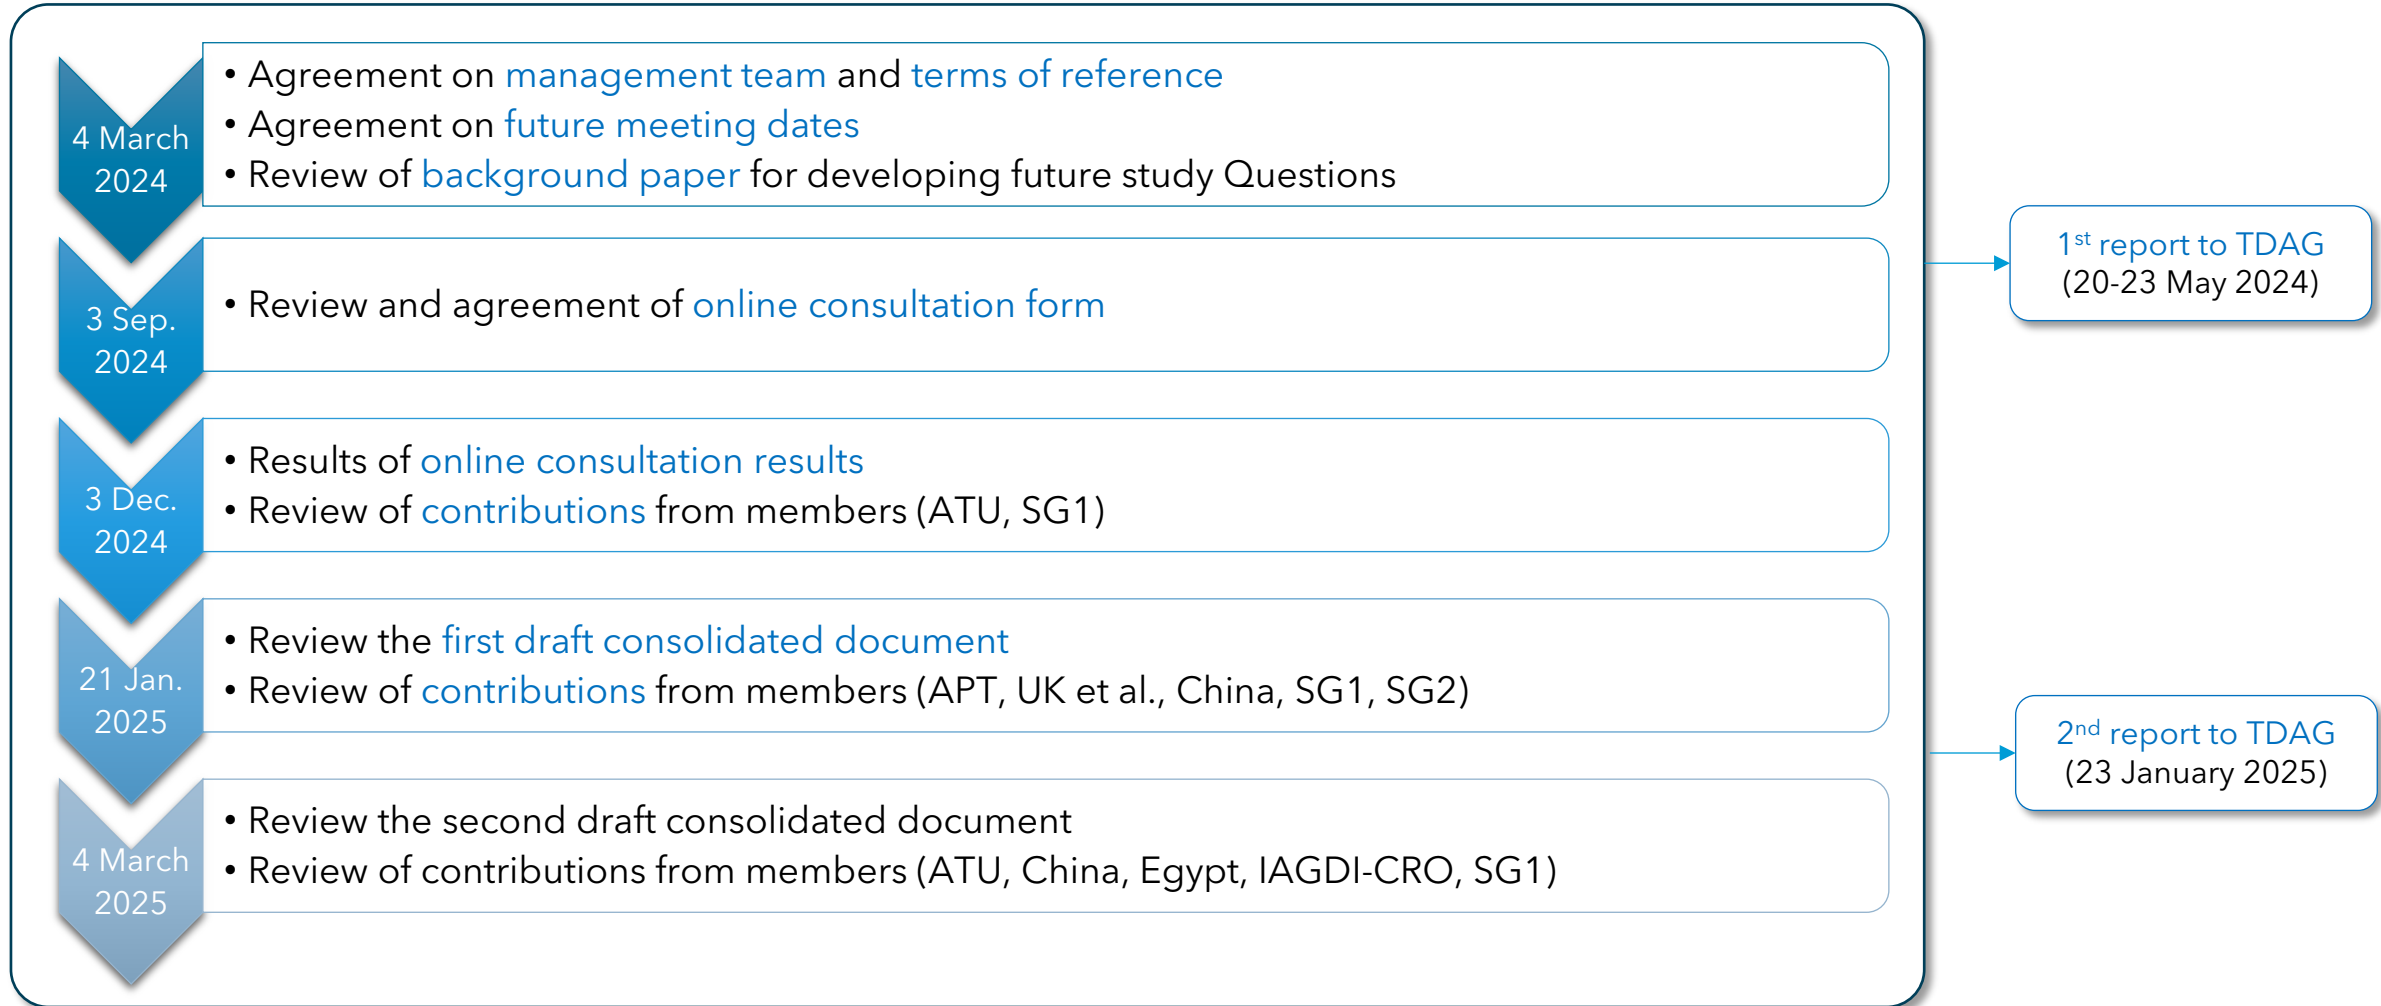 4 March
2024
• Agreement on management team and terms of reference
• Agreement on future meeting dates
• Review of background paper for developing future study Questions
3 Sep.
2024
• Review and agreement of online consultation form
3 Dec.
2024
• Results of online consultation results
• Review of contributions from members (ATU, SG1)
21 Jan.
2025
• Review the first draft consolidated document
• Review of contributions from members (APT, UK et al., China, SG1, SG2)
4 March
2025
• Review the second draft consolidated document
• Review of contributions from members (ATU, China, Egypt, IAGDI-CRO, SG1)
1st report to TDAG
(20-23 May 2024)
2nd report to TDAG
(23 January 2025)